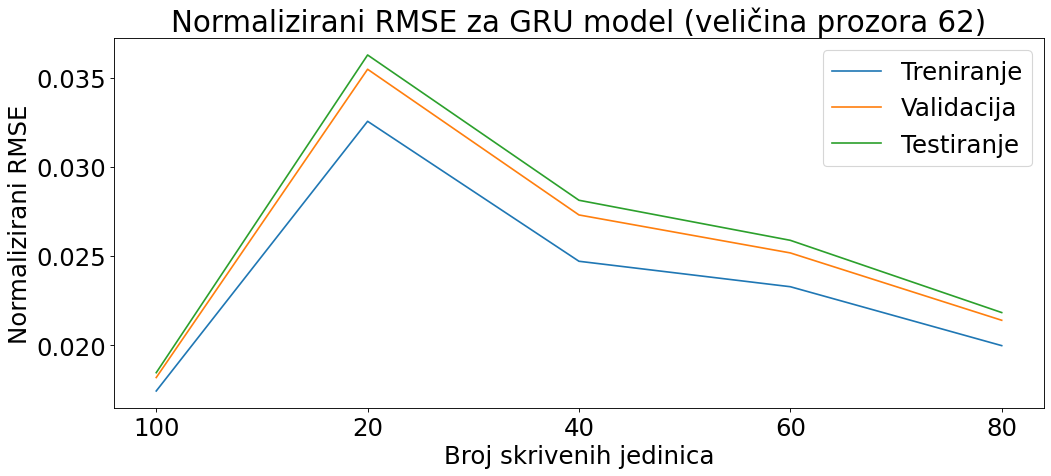 Normalizirani RMSE za GRU model (veličina prozora 62)
Treniranje
Validacija
Testiranje
Normalizirani RMSE
0.035
0.030
0.025
0.020
100 20 40 60 80
Broj skrivenih jedinica